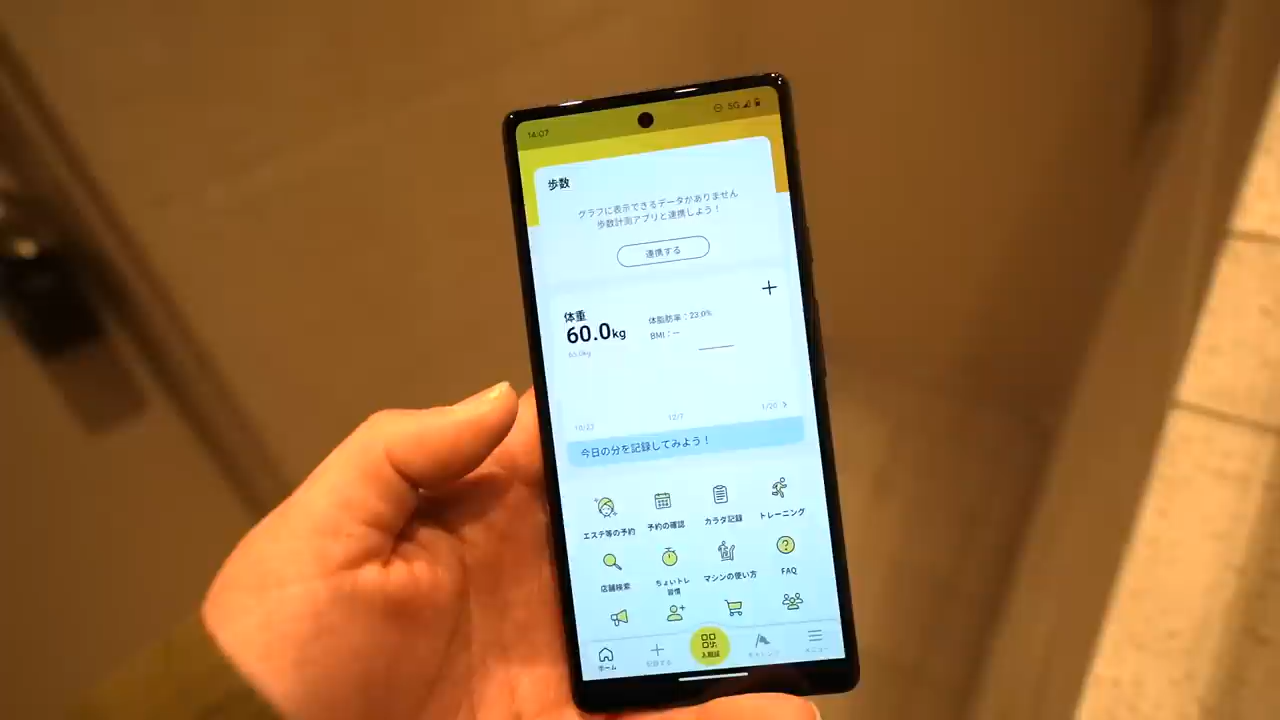 14:07
5G
歩数
グラフに表示できるデータがありません
歩数計測アプリと連携しよう！
連携する
体重
60.0kg
体脂肪率：23.0%
BMI：--
10/23
12/7
1/20
今日の分を記録してみよう！
エステ等の予約
予約の確認
カラダ記録
トレーニング
店舗検索
ちょいトレ
習慣
マシンの使い方
FAQ
ホーム
記録する
入館証
メニュー